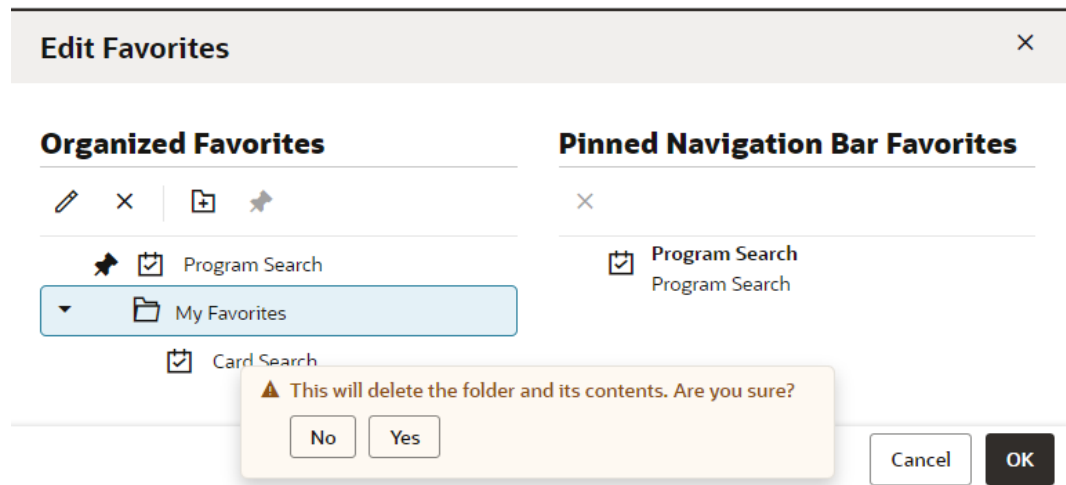 Edit Favorites
Organized Favorites
Pinned Navigation Bar Favorites
Program Search
Program Search
Program Search
My Favorites
Card Search
This will delete the folder and its contents. Are you sure?
No
Yes
Cancel
OK